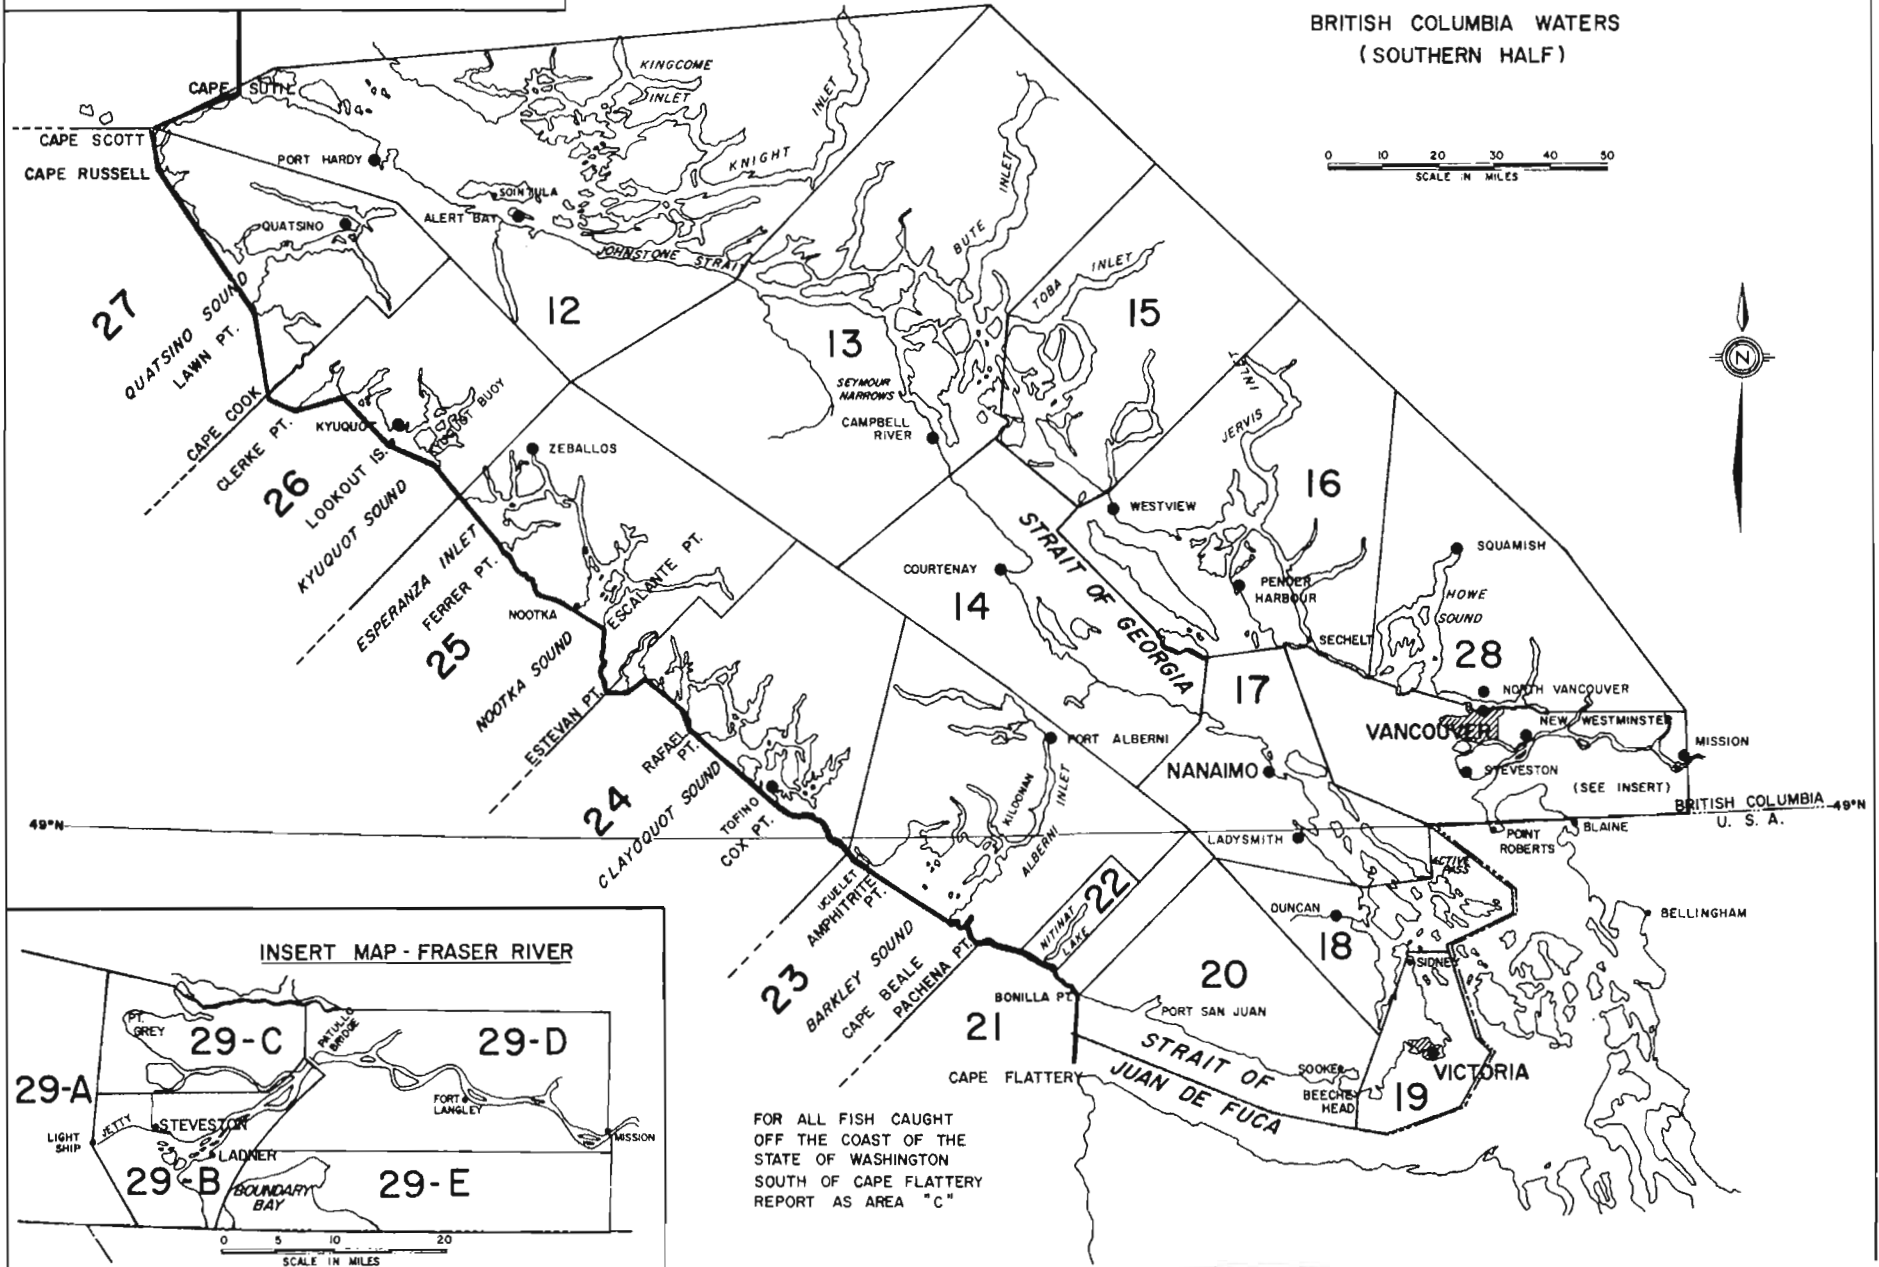 BRITISH COLUMBIA WATERS
(SOUTHERN HALF)
0 10 20 30 40 50
SCALE IN MILES
N
CAPE SUTIL
CAPE SCOTT
CAPE RUSSELL
PORT HARDY
KINGCOME
INLET
KNIGHT
INLET
SOINTULA
ALERT BAY
JOHNSTONE STRAIT
QUATSINO
12
27
QUATSINO SOUND
LAWN PT.
CAPE COOK
CLERKE PT.
26
KYUQUOT
LOOKOUT IS.
KYUQUOT SOUND
BUTE
INLET
TOBA
INLET
13
15
SEYMOUR
NARROWS
CAMPBELL
RIVER
JERVIS
INLET
16
WESTVIEW
ZEBALLOS
ESPERANZA INLET
FERRER PT.
25
NOOTKA
ESCALANTE PT.
NOOTKA SOUND
ESTEVAN PT.
COURTENAY
14
STRAIT OF GEORGIA
PENDER
HARBOUR
SECHELT
SQUAMISH
HOWE
SOUND
28
NORTH VANCOUVER
VANCOUVER
NEW WESTMINSTER
MISSION
STEVESTON
(SEE INSERT)
BRITISH COLUMBIA
49°N
U. S. A.
POINT
ROBERTS
BLAINE
17
NANAIMO
LADYSMITH
ACTIVE
PASS
RAFAEL
PT.
24
CLAYOQUOT SOUND
TOFINO
COX PT.
49°N
PORT ALBERNI
KILDONAN
ALBERNI
INLET
UCUELET
AMPHITRITE
PT.
23
BARKLEY SOUND
CAPE BEALE
PACHENA PT.
NITINAT
LAKE
22
DUNCAN
18
SIDNEY
BELLINGHAM
20
BONILLA PT.
PORT SAN JUAN
21
STRAIT OF
JUAN DE FUCA
CAPE FLATTERY
SOOKE
BEECHEY
HEAD
19
VICTORIA
FOR ALL FISH CAUGHT
OFF THE COAST OF THE
STATE OF WASHINGTON
SOUTH OF CAPE FLATTERY
REPORT AS AREA "C"
INSERT MAP - FRASER RIVER
PT.
GREY
29-C
PATULLO
BRIDGE
29-D
29-A
LIGHT
SHIP
JETTY
STEVESTON
LADNER
FORT
LANGLEY
MISSION
29-B
BOUNDARY
BAY
29-E
0 5 10 20
SCALE IN MILES